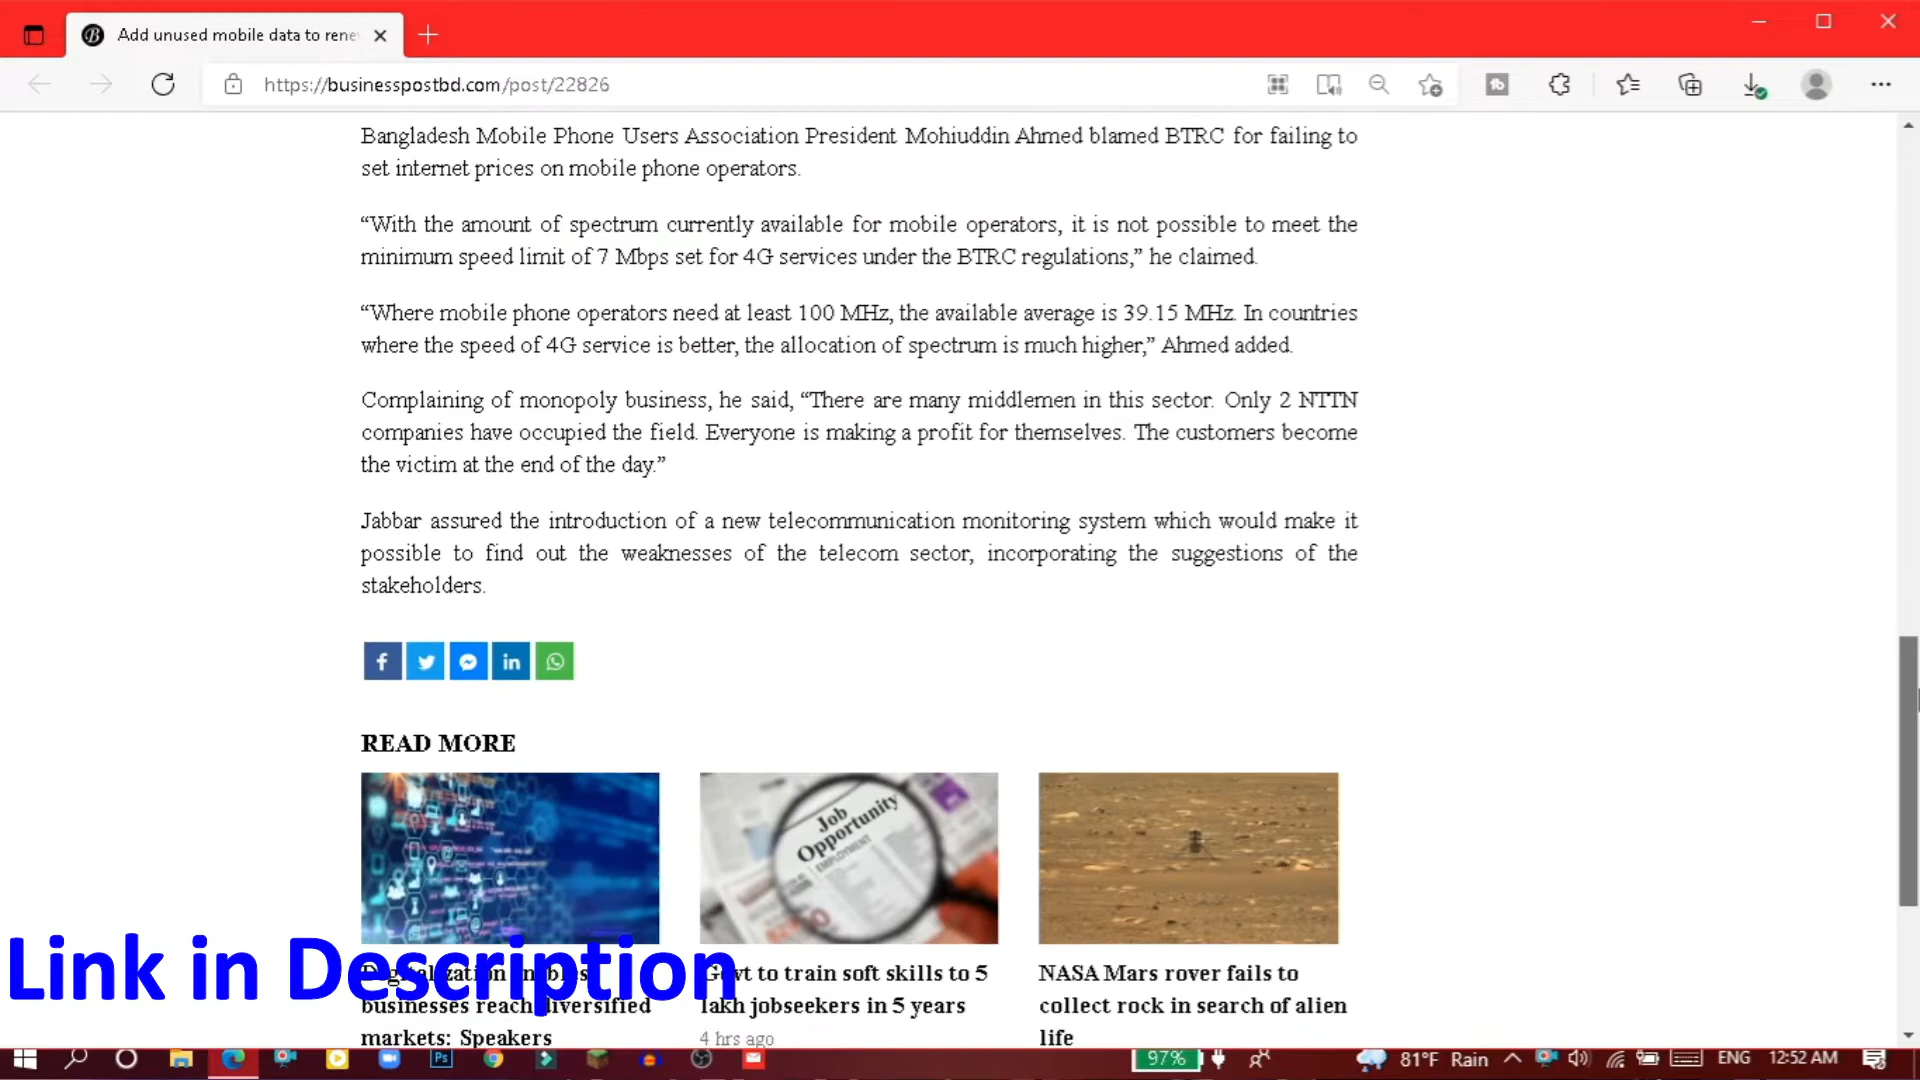 Add unused mobile data to rene
https://businesspostbd.com/post/22826
Bangladesh Mobile Phone Users Association President Mohiuddin Ahmed blamed BTRC for failing to
set internet prices on mobile phone operators.
“With the amount of spectrum currently available for mobile operators, it is not possible to meet the
minimum speed limit of 7 Mbps set for 4G services under the BTRC regulations,” he claimed.
“Where mobile phone operators need at least 100 MHz, the available average is 39.15 MHz. In countries
where the speed of 4G service is better, the allocation of spectrum is much higher,” Ahmed added.
Complaining of monopoly business, he said, “There are many middlemen in this sector. Only 2 NTTN
companies have occupied the field. Everyone is making a profit for themselves. The customers become
the victim at the end of the day.”
Jabbar assured the introduction of a new telecommunication monitoring system which would make it
possible to find out the weaknesses of the telecom sector, incorporating the suggestions of the
stakeholders.
READ MORE
Job
Opportunity
EMPLOYMENT
Link in Description
Digitalization enables
businesses reach diversified
markets: Speakers
Govt to train soft skills to 5
lakh jobseekers in 5 years
4 hrs ago
NASA Mars rover fails to
collect rock in search of alien
life
97%
81°F Rain
ENG
12:52 AM